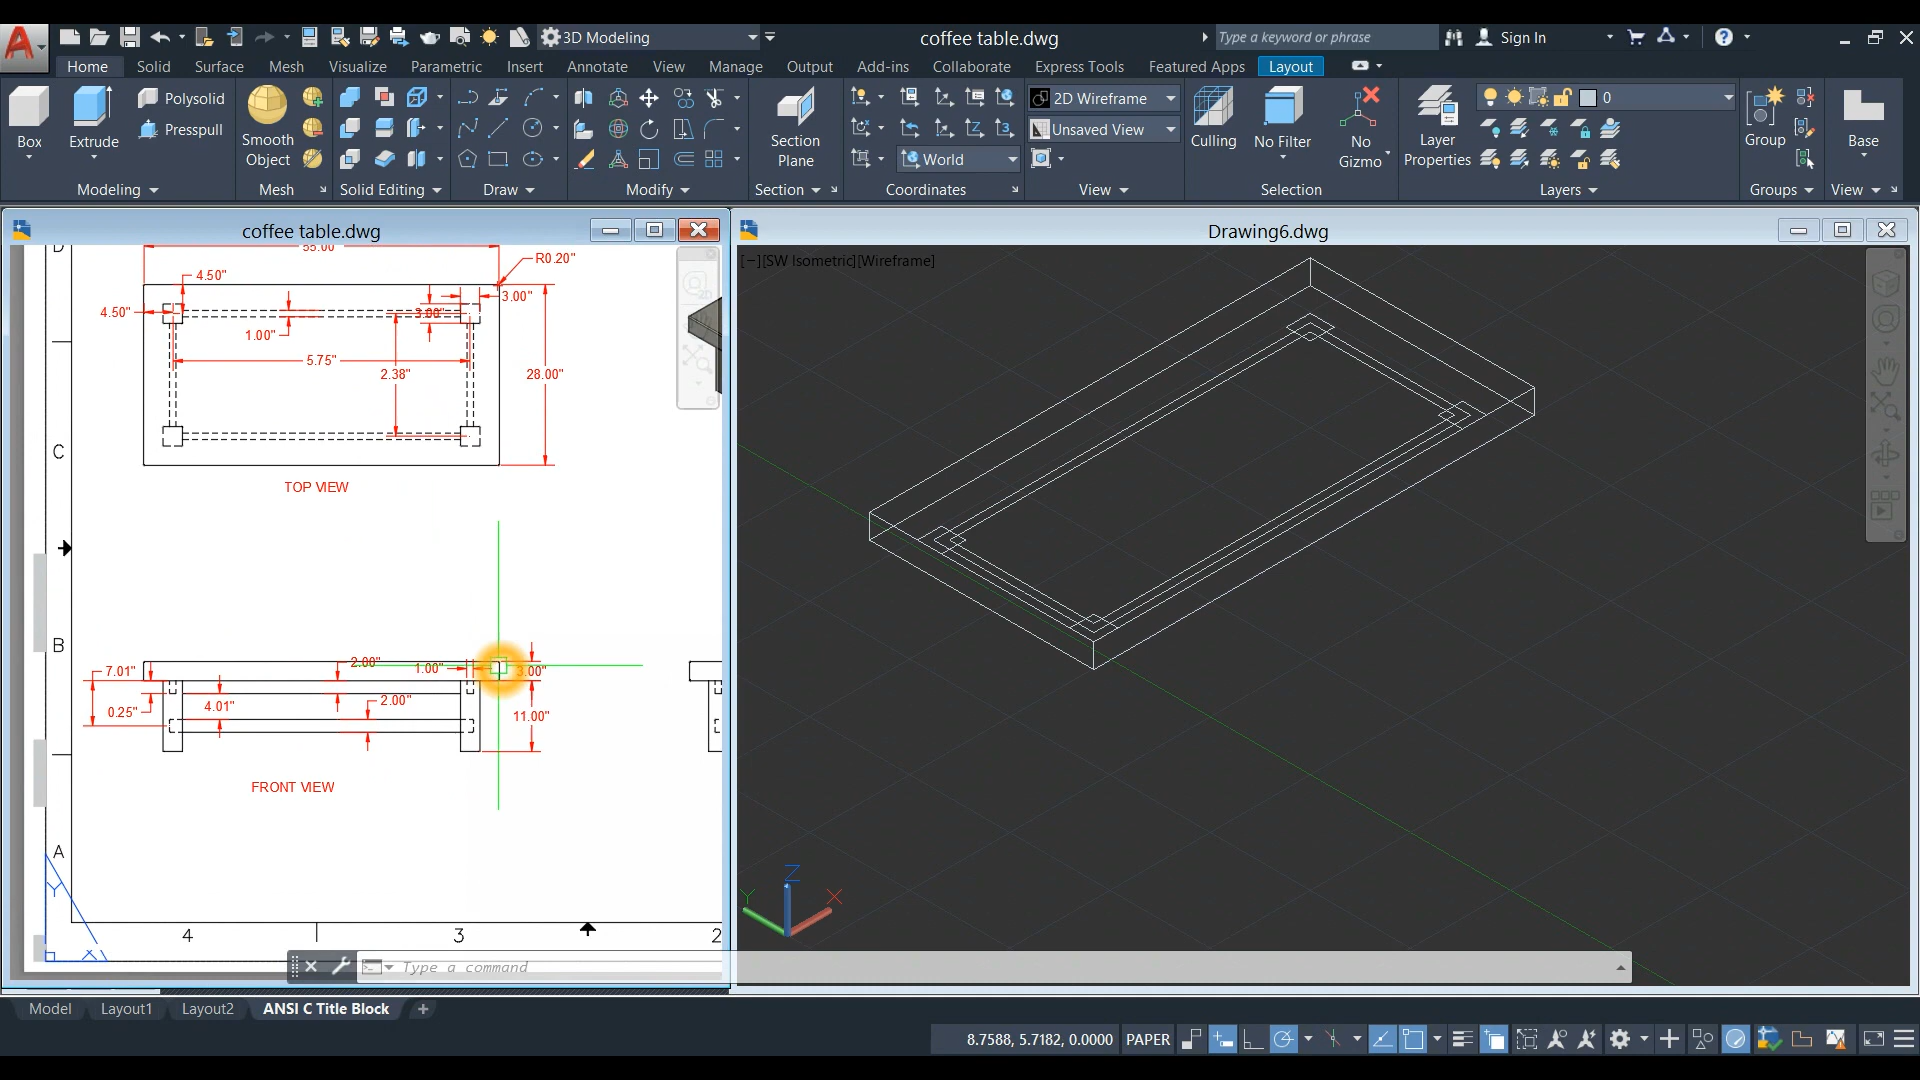 3D Modeling
coffee table.dwg
Type a keyword or phrase
Sign In
Home
Solid
Surface
Mesh
Visualize
Parametric
Insert
Annotate
View
Manage
Output
Add-ins
Collaborate
Express Tools
Featured Apps
Layout
Box
Extrude
Polysolid
Presspull
Smooth
Object
2D Wireframe
Unsaved View
World
Section
Plane
Culling
No Filter
No
Gizmo
Layer
Properties
0
Group
Base
Modeling
Mesh
Solid Editing
Draw
Modify
Section
Coordinates
View
Selection
Layers
Groups
View
coffee table.dwg
Drawing6.dwg
[−][SW Isometric][Wireframe]
D
55.00
R0.20"
4.50"
3.00"
4.50"
3.00"
1.00"
5.75"
2.38"
28.00"
C
TOP VIEW
B
7.01"
2.00"
1.00"
3.00"
0.25"
4.01"
2.00"
11.00"
FRONT VIEW
A
Y
X
4
3
2
Z
Y
X
Type a command
Model
Layout1
Layout2
ANSI C Title Block
8.7588, 5.7182, 0.0000
PAPER